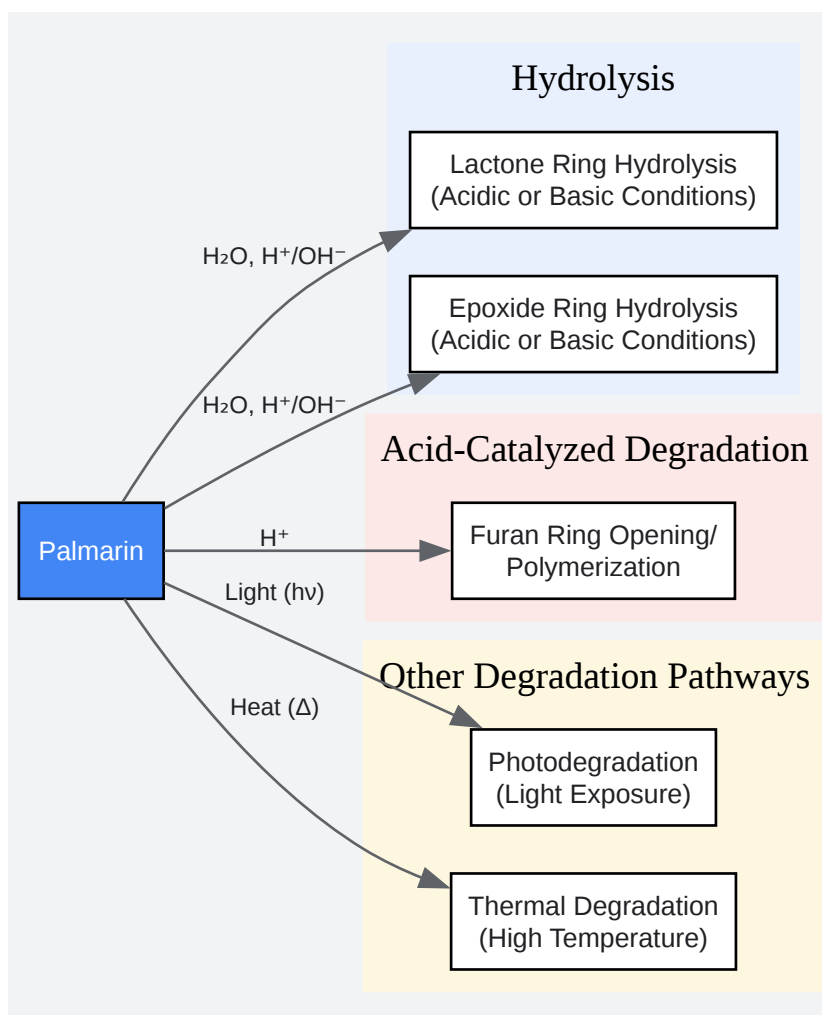 Hydrolysis
Lactone Ring Hydrolysis
(Acidic or Basic Conditions)
H₂O, H⁺/OH⁻
Epoxide Ring Hydrolysis
(Acidic or Basic Conditions)
H₂O, H⁺/OH⁻
Acid-Catalyzed Degradation
Palmarin
H⁺
Furan Ring Opening/
Polymerization
Light (hν)
Other Degradation Pathways
Heat (Δ)
Photodegradation
(Light Exposure)
Thermal Degradation
(High Temperature)